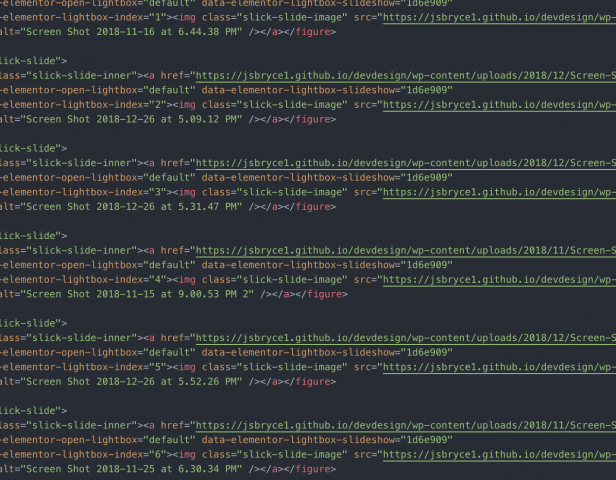 -elementor-open-lightbox="default" data-elementor-lightbox-slideshow="1d6e909"
-elementor-lightbox-index="1"><img class="slick-slide-image" src="https://jsbryce1.github.io/devdesign/wp-
alt="Screen Shot 2018-11-16 at 6.44.38 PM" /></a></figure>
lick-slide">
lass="slick-slide-inner"><a href="https://jsbryce1.github.io/devdesign/wp-content/uploads/2018/12/Screen-S
-elementor-open-lightbox="default" data-elementor-lightbox-slideshow="1d6e909"
-elementor-lightbox-index="2"><img class="slick-slide-image" src="https://jsbryce1.github.io/devdesign/wp-
alt="Screen Shot 2018-12-26 at 5.09.12 PM" /></a></figure>
lick-slide">
lass="slick-slide-inner"><a href="https://jsbryce1.github.io/devdesign/wp-content/uploads/2018/12/Screen-S
-elementor-open-lightbox="default" data-elementor-lightbox-slideshow="1d6e909"
-elementor-lightbox-index="3"><img class="slick-slide-image" src="https://jsbryce1.github.io/devdesign/wp-
alt="Screen Shot 2018-12-26 at 5.31.47 PM" /></a></figure>
lick-slide">
lass="slick-slide-inner"><a href="https://jsbryce1.github.io/devdesign/wp-content/uploads/2018/11/Screen-S
-elementor-open-lightbox="default" data-elementor-lightbox-slideshow="1d6e909"
-elementor-lightbox-index="4"><img class="slick-slide-image" src="https://jsbryce1.github.io/devdesign/wp-
alt="Screen Shot 2018-11-15 at 9.00.53 PM 2" /></a></figure>
lick-slide">
lass="slick-slide-inner"><a href="https://jsbryce1.github.io/devdesign/wp-content/uploads/2018/12/Screen-S
-elementor-open-lightbox="default" data-elementor-lightbox-slideshow="1d6e909"
-elementor-lightbox-index="5"><img class="slick-slide-image" src="https://jsbryce1.github.io/devdesign/wp-
alt="Screen Shot 2018-12-26 at 5.52.26 PM" /></a></figure>
lick-slide">
lass="slick-slide-inner"><a href="https://jsbryce1.github.io/devdesign/wp-content/uploads/2018/11/Screen-S
-elementor-open-lightbox="default" data-elementor-lightbox-slideshow="1d6e909"
-elementor-lightbox-index="6"><img class="slick-slide-image" src="https://jsbryce1.github.io/devdesign/wp-
alt="Screen Shot 2018-11-25 at 6.30.34 PM" /></a></figure>